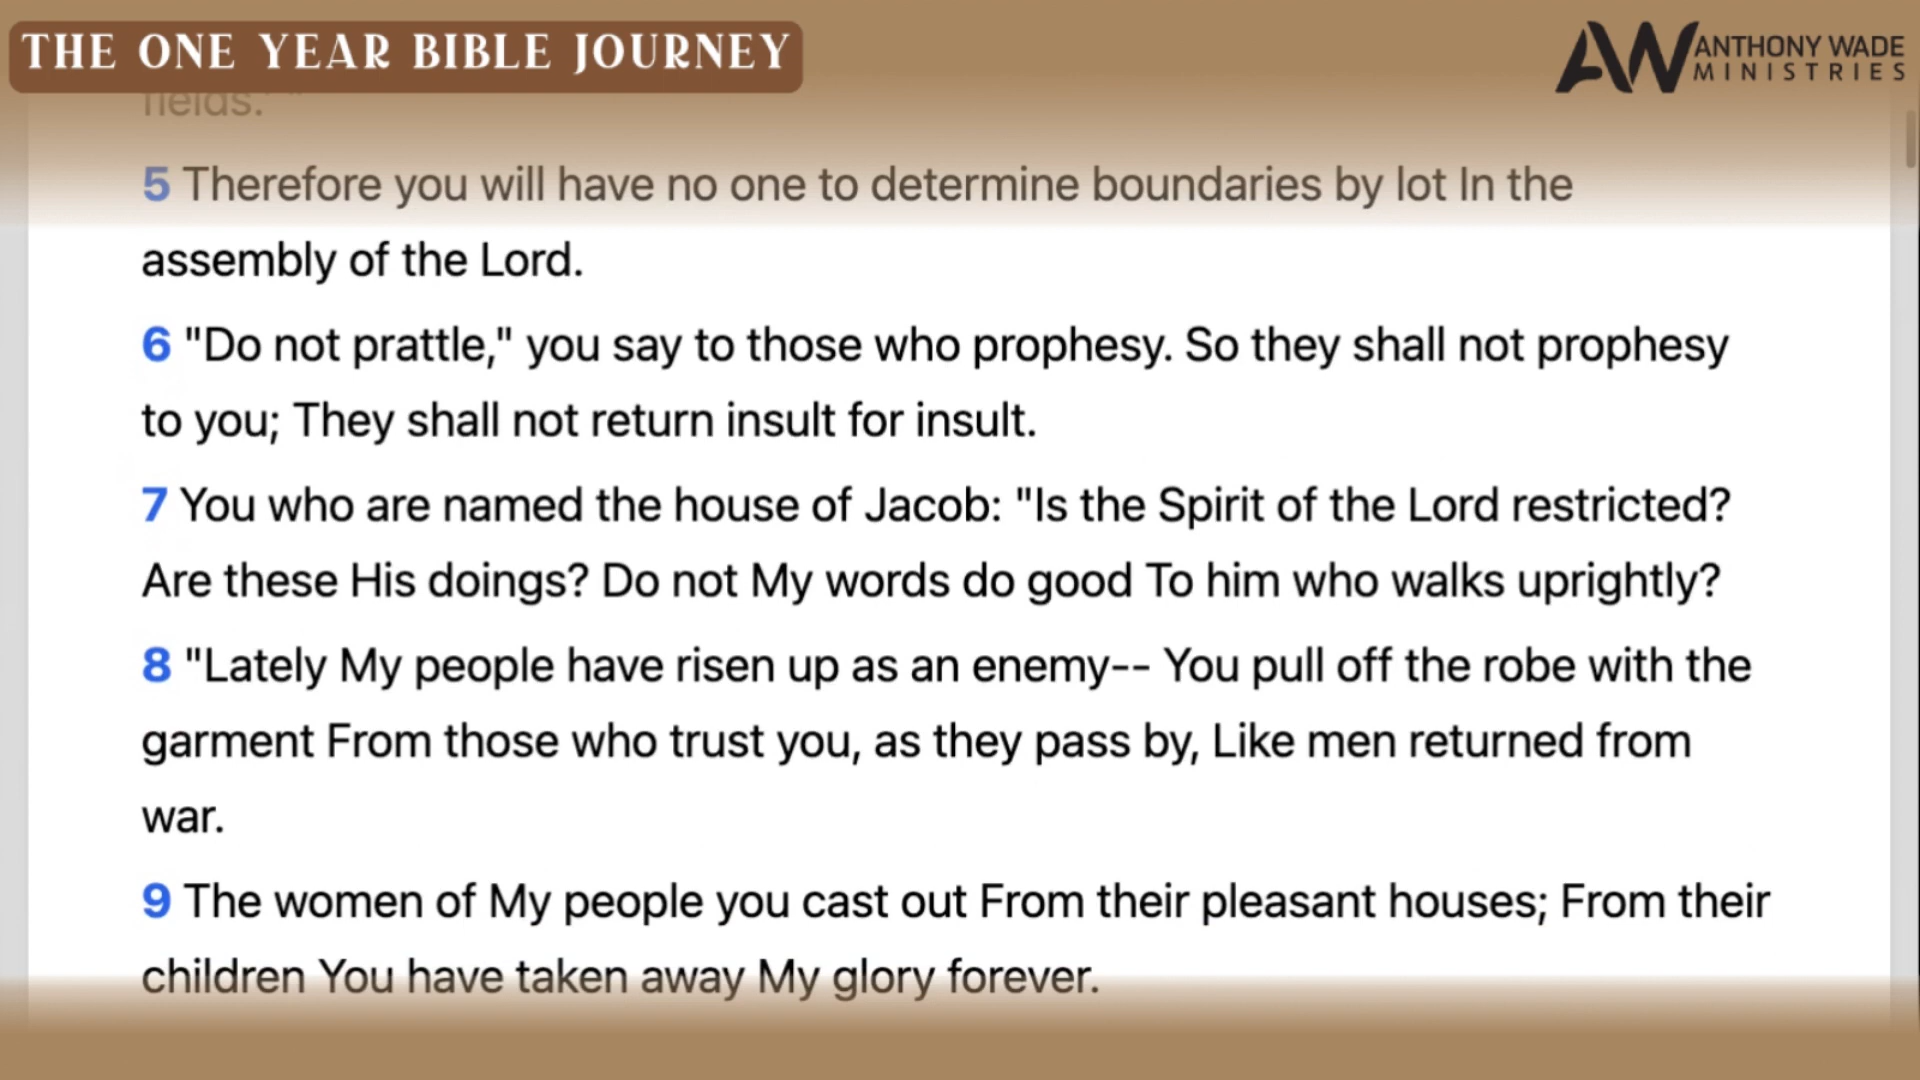 THE ONE YEAR BIBLE JOURNEY
AW ANTHONY WADE
MINISTRIES
fields.' "
5 Therefore you will have no one to determine boundaries by lot In the
assembly of the Lord.
6 "Do not prattle," you say to those who prophesy. So they shall not prophesy
to you; They shall not return insult for insult.
7 You who are named the house of Jacob: "Is the Spirit of the Lord restricted?
Are these His doings? Do not My words do good To him who walks uprightly?
8 "Lately My people have risen up as an enemy-- You pull off the robe with the
garment From those who trust you, as they pass by, Like men returned from
war.
9 The women of My people you cast out From their pleasant houses; From their
children You have taken away My glory forever.